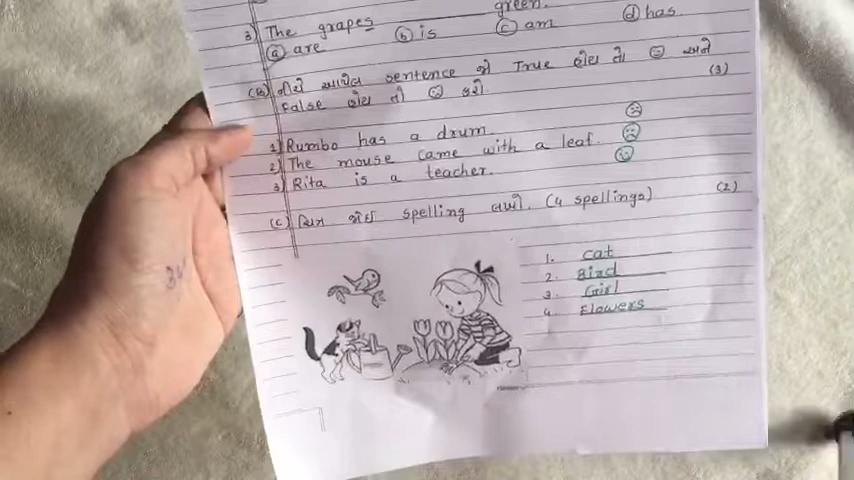 green.
3) The grapes
ⓐ are ⓑ is ⓒ am ⓓ has
(B) નીચે આપેલ sentence જો True હોય તો ☺ અને
False હોય તો ☹ કરો. (3)
1) Rumbo has a drum. ☹
2) The mouse came with a leaf. ☹
3) Rita is a teacher. ☺
(C) ચિત્ર જોઈ spelling લખો. (4 spellings) (2)
1. Cat
2. Bird
3. Girl
4. Flowers